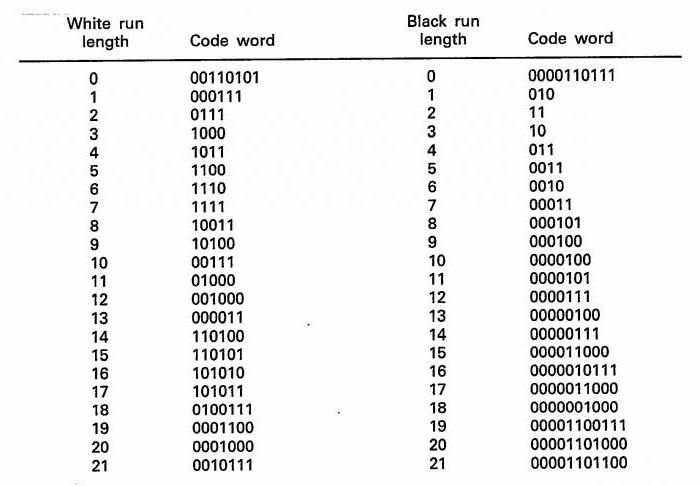 White run length Code word Black run length Code word
0 00110101 0 0000110111
1 000111 1 010
2 0111 2 11
3 1000 3 10
4 1011 4 011
5 1100 5 0011
6 1110 6 0010
7 1111 7 00011
8 10011 8 000101
9 10100 9 000100
10 00111 10 0000100
11 01000 11 0000101
12 001000 12 0000111
13 000011 13 00000100
14 110100 14 00000111
15 110101 15 000011000
16 101010 16 0000010111
17 101011 17 0000011000
18 0100111 18 0000001000
19 0001100 19 00001100111
20 0001000 20 00001101000
21 0010111 21 00001101100